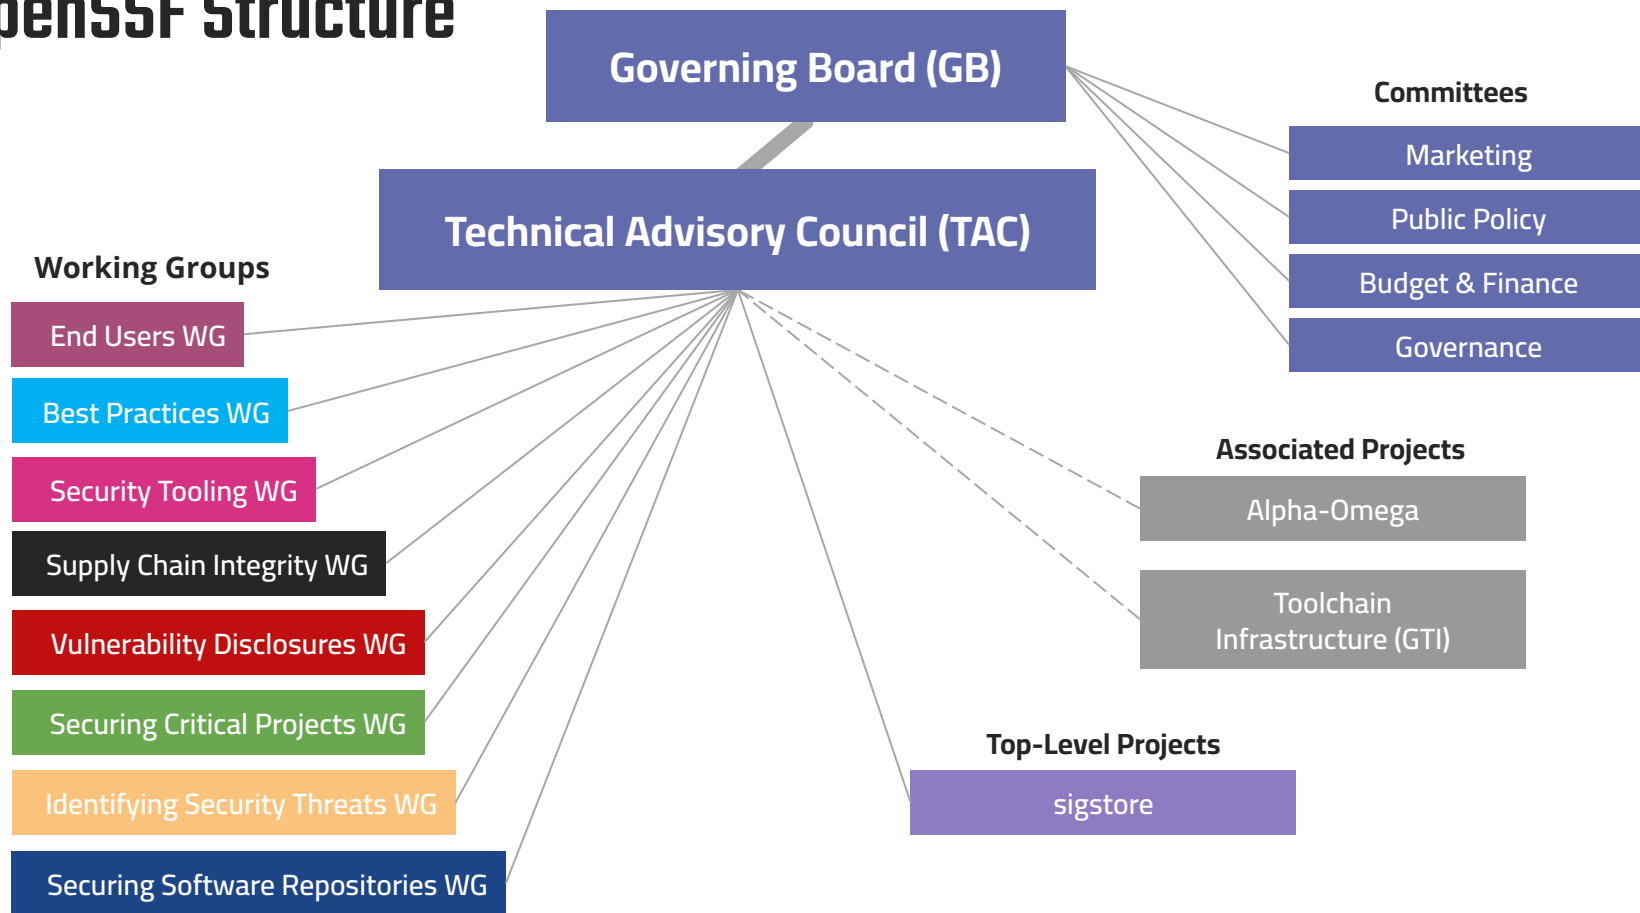 penSSF Structure
Governing Board (GB)
Technical Advisory Council (TAC)
Committees
Marketing
Public Policy
Budget & Finance
Governance
Working Groups
End Users WG
Best Practices WG
Security Tooling WG
Supply Chain Integrity WG
Vulnerability Disclosures WG
Securing Critical Projects WG
Identifying Security Threats WG
Securing Software Repositories WG
Associated Projects
Alpha-Omega
Toolchain
Infrastructure (GTI)
Top-Level Projects
sigstore